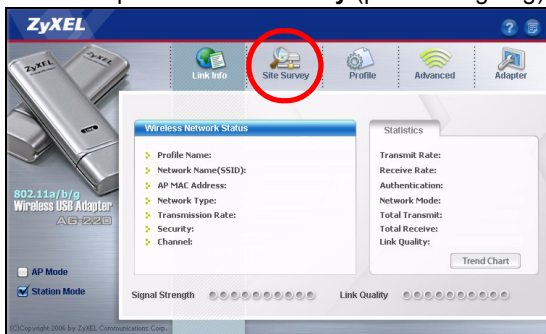 ZyXEL
Link Info
Site Survey
Profile
Advanced
Adapter
ZyXEL
ZyXEL
802.11a/b/g
Wireless USB Adapter
AG-220
AP Mode
Station Mode
Wireless Network Status
Profile Name:
Network Name(SSID):
AP MAC Address:
Network Type:
Transmission Rate:
Security:
Channel:
Statistics
Transmit Rate:
Receive Rate:
Authentication:
Network Mode:
Total Transmit:
Total Receive:
Link Quality:
Trend Chart
Signal Strength
Link Quality
(C)Copyright 2006 by ZyXEL Communications Corp.